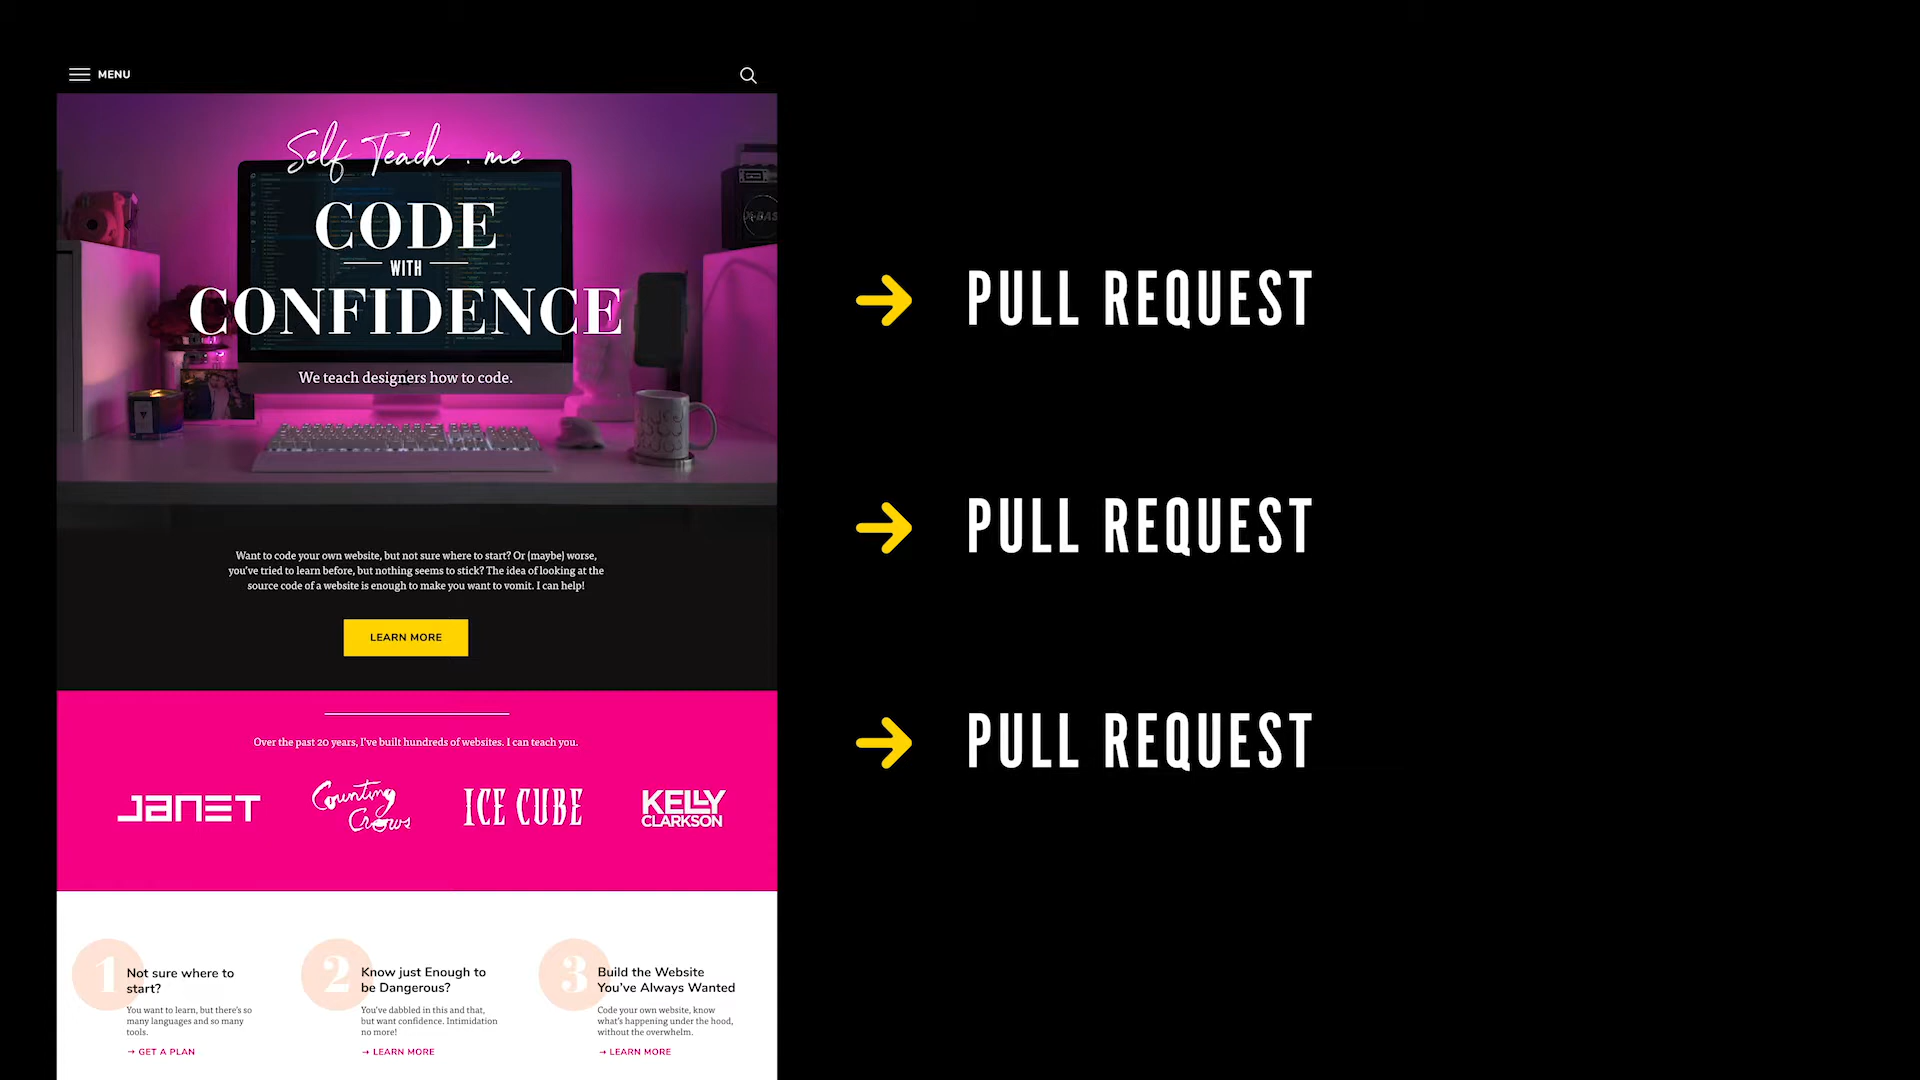 MENU
Self Teach . me
CODE
WITH
CONFIDENCE
We teach designers how to code.
Want to code your own website, but not sure where to start? Or (maybe) worse,
you've tried to learn before, but nothing seems to stick? The idea of looking at the
source code of a website is enough to make you want to vomit. I can help!
LEARN MORE
Over the past 20 years, I've built hundreds of websites. I can teach you.
JANET
Counting
Crows
ICE CUBE
KELLY
CLARKSON
1
Not sure where to
start?
You want to learn, but there's so
many languages and so many
tools.
→ GET A PLAN
2
Know just Enough to
be Dangerous?
You've dabbled in this and that,
but want confidence. Intimidation
no more!
→ LEARN MORE
3
Build the Website
You've Always Wanted
Code your own website, know
what's happening under the hood,
without the overwhelm.
→ LEARN MORE
→ PULL REQUEST
→ PULL REQUEST
→ PULL REQUEST